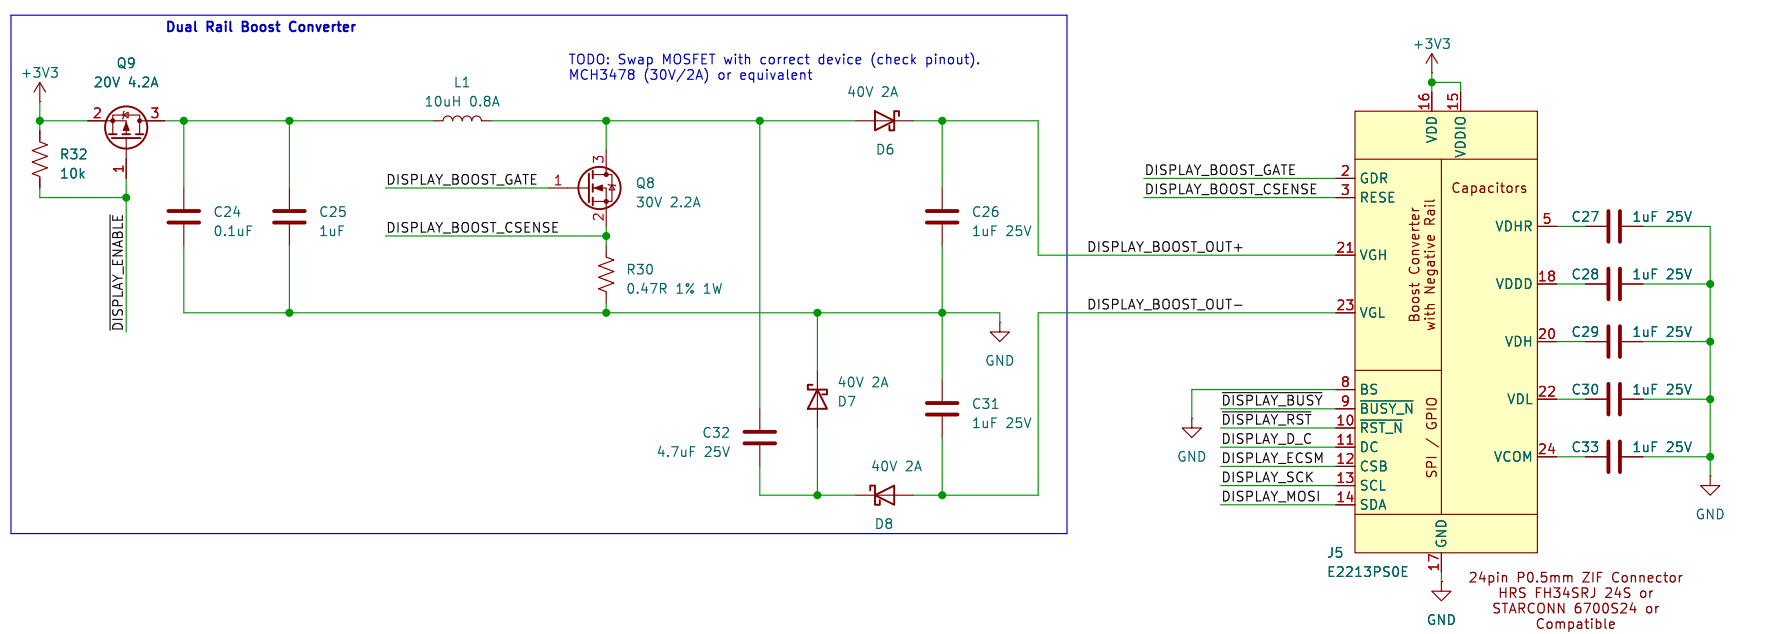 Dual Rail Boost Converter
TODO: Swap MOSFET with correct device (check pinout).
MCH3478 (30V/2A) or equivalent
+3V3
Q9
20V 4.2A
2
3
1
R32
10k
DISPLAY_ENABLE
C24
0.1uF
C25
1uF
L1
10uH 0.8A
DISPLAY_BOOST_GATE
1
3
2
Q8
30V 2.2A
DISPLAY_BOOST_CSENSE
R30
0.47R 1% 1W
40V 2A
D6
C26
1uF 25V
GND
40V 2A
D7
C31
1uF 25V
C32
4.7uF 25V
40V 2A
D8
DISPLAY_BOOST_OUT+
DISPLAY_BOOST_OUT-
+3V3
16
15
VDD
VDDIO
DISPLAY_BOOST_GATE
2
GDR
DISPLAY_BOOST_CSENSE
3
RESE
21
VGH
23
VGL
Boost Converter
with Negative Rail
Capacitors
VDHR
5
C27
1uF 25V
VDDD
18
C28
1uF 25V
VDH
20
C29
1uF 25V
VDL
22
C30
1uF 25V
VCOM
24
C33
1uF 25V
GND
GND
8
BS
DISPLAY_BUSY
9
BUSY_N
DISPLAY_RST
10
RST_N
DISPLAY_D_C
11
DC
DISPLAY_ECSM
12
CSB
DISPLAY_SCK
13
SCL
DISPLAY_MOSI
14
SDA
SPI / GPIO
GND
17
GND
J5
E2213PS0E
24pin P0.5mm ZIF Connector
HRS FH34SRJ 24S or
STARCONN 6700S24 or
Compatible